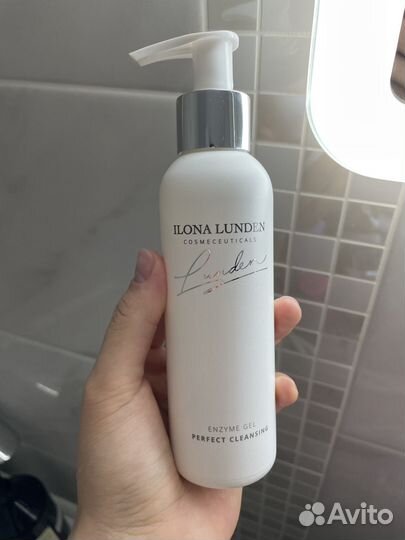 ILONA LUNDEN
COSMECEUTICALS
Lunden
ENZYME GEL
PERFECT CLEANSING
Avito